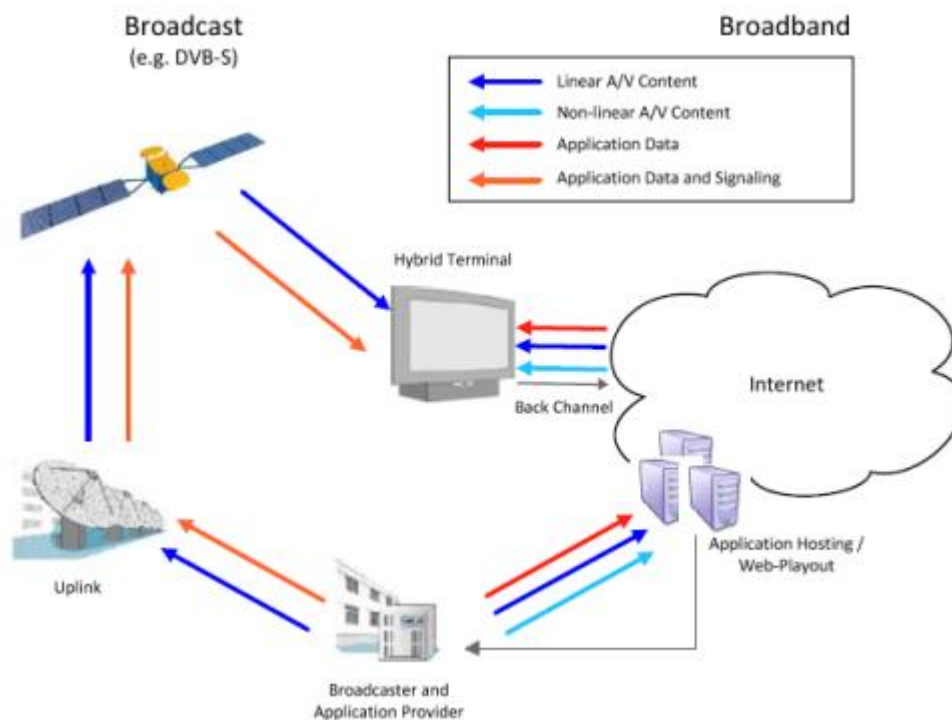 Broadcast
(e.g. DVB-S)
Broadband
Linear A/V Content
Non-linear A/V Content
Application Data
Application Data and Signaling
Hybrid Terminal
Internet
Back Channel
Application Hosting /
Web-Playout
Uplink
Broadcaster and
Application Provider